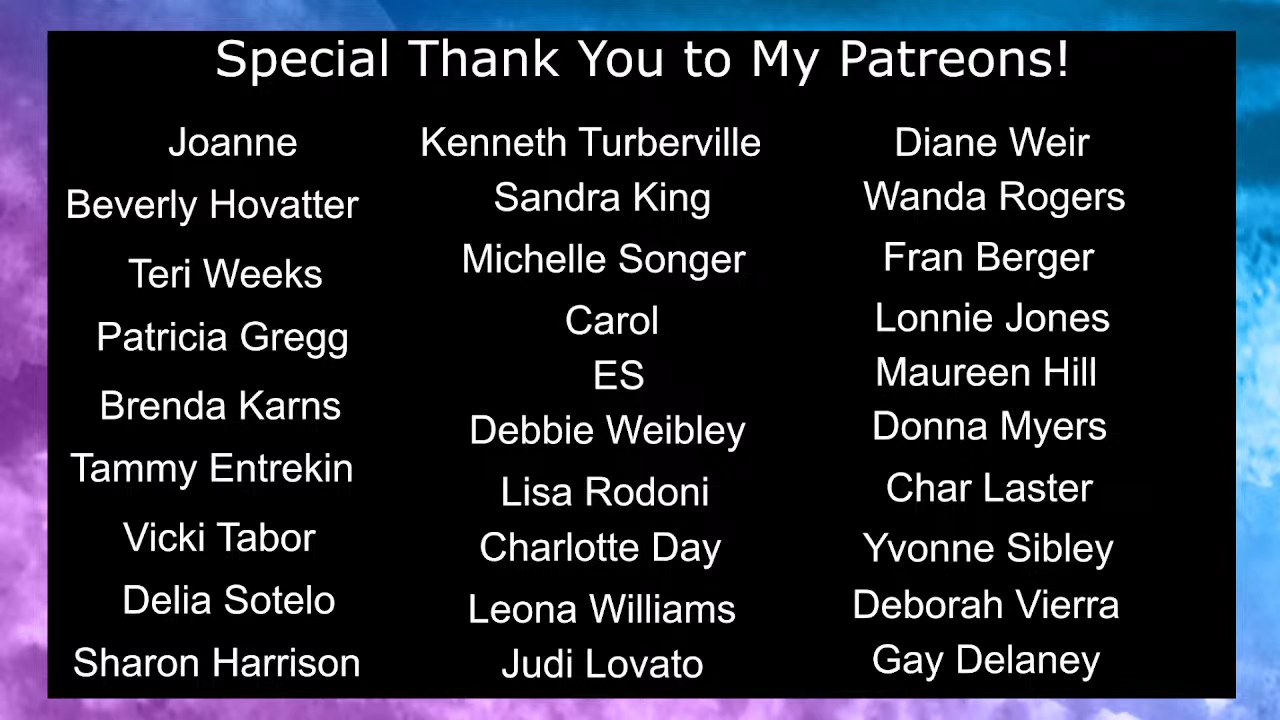 Special Thank You to My Patreons!
Joanne
Beverly Hovatter
Teri Weeks
Patricia Gregg
Brenda Karns
Tammy Entrekin
Vicki Tabor
Delia Sotelo
Sharon Harrison
Kenneth Turberville
Sandra King
Michelle Songer
Carol
ES
Debbie Weibley
Lisa Rodoni
Charlotte Day
Leona Williams
Judi Lovato
Diane Weir
Wanda Rogers
Fran Berger
Lonnie Jones
Maureen Hill
Donna Myers
Char Laster
Yvonne Sibley
Deborah Vierra
Gay Delaney